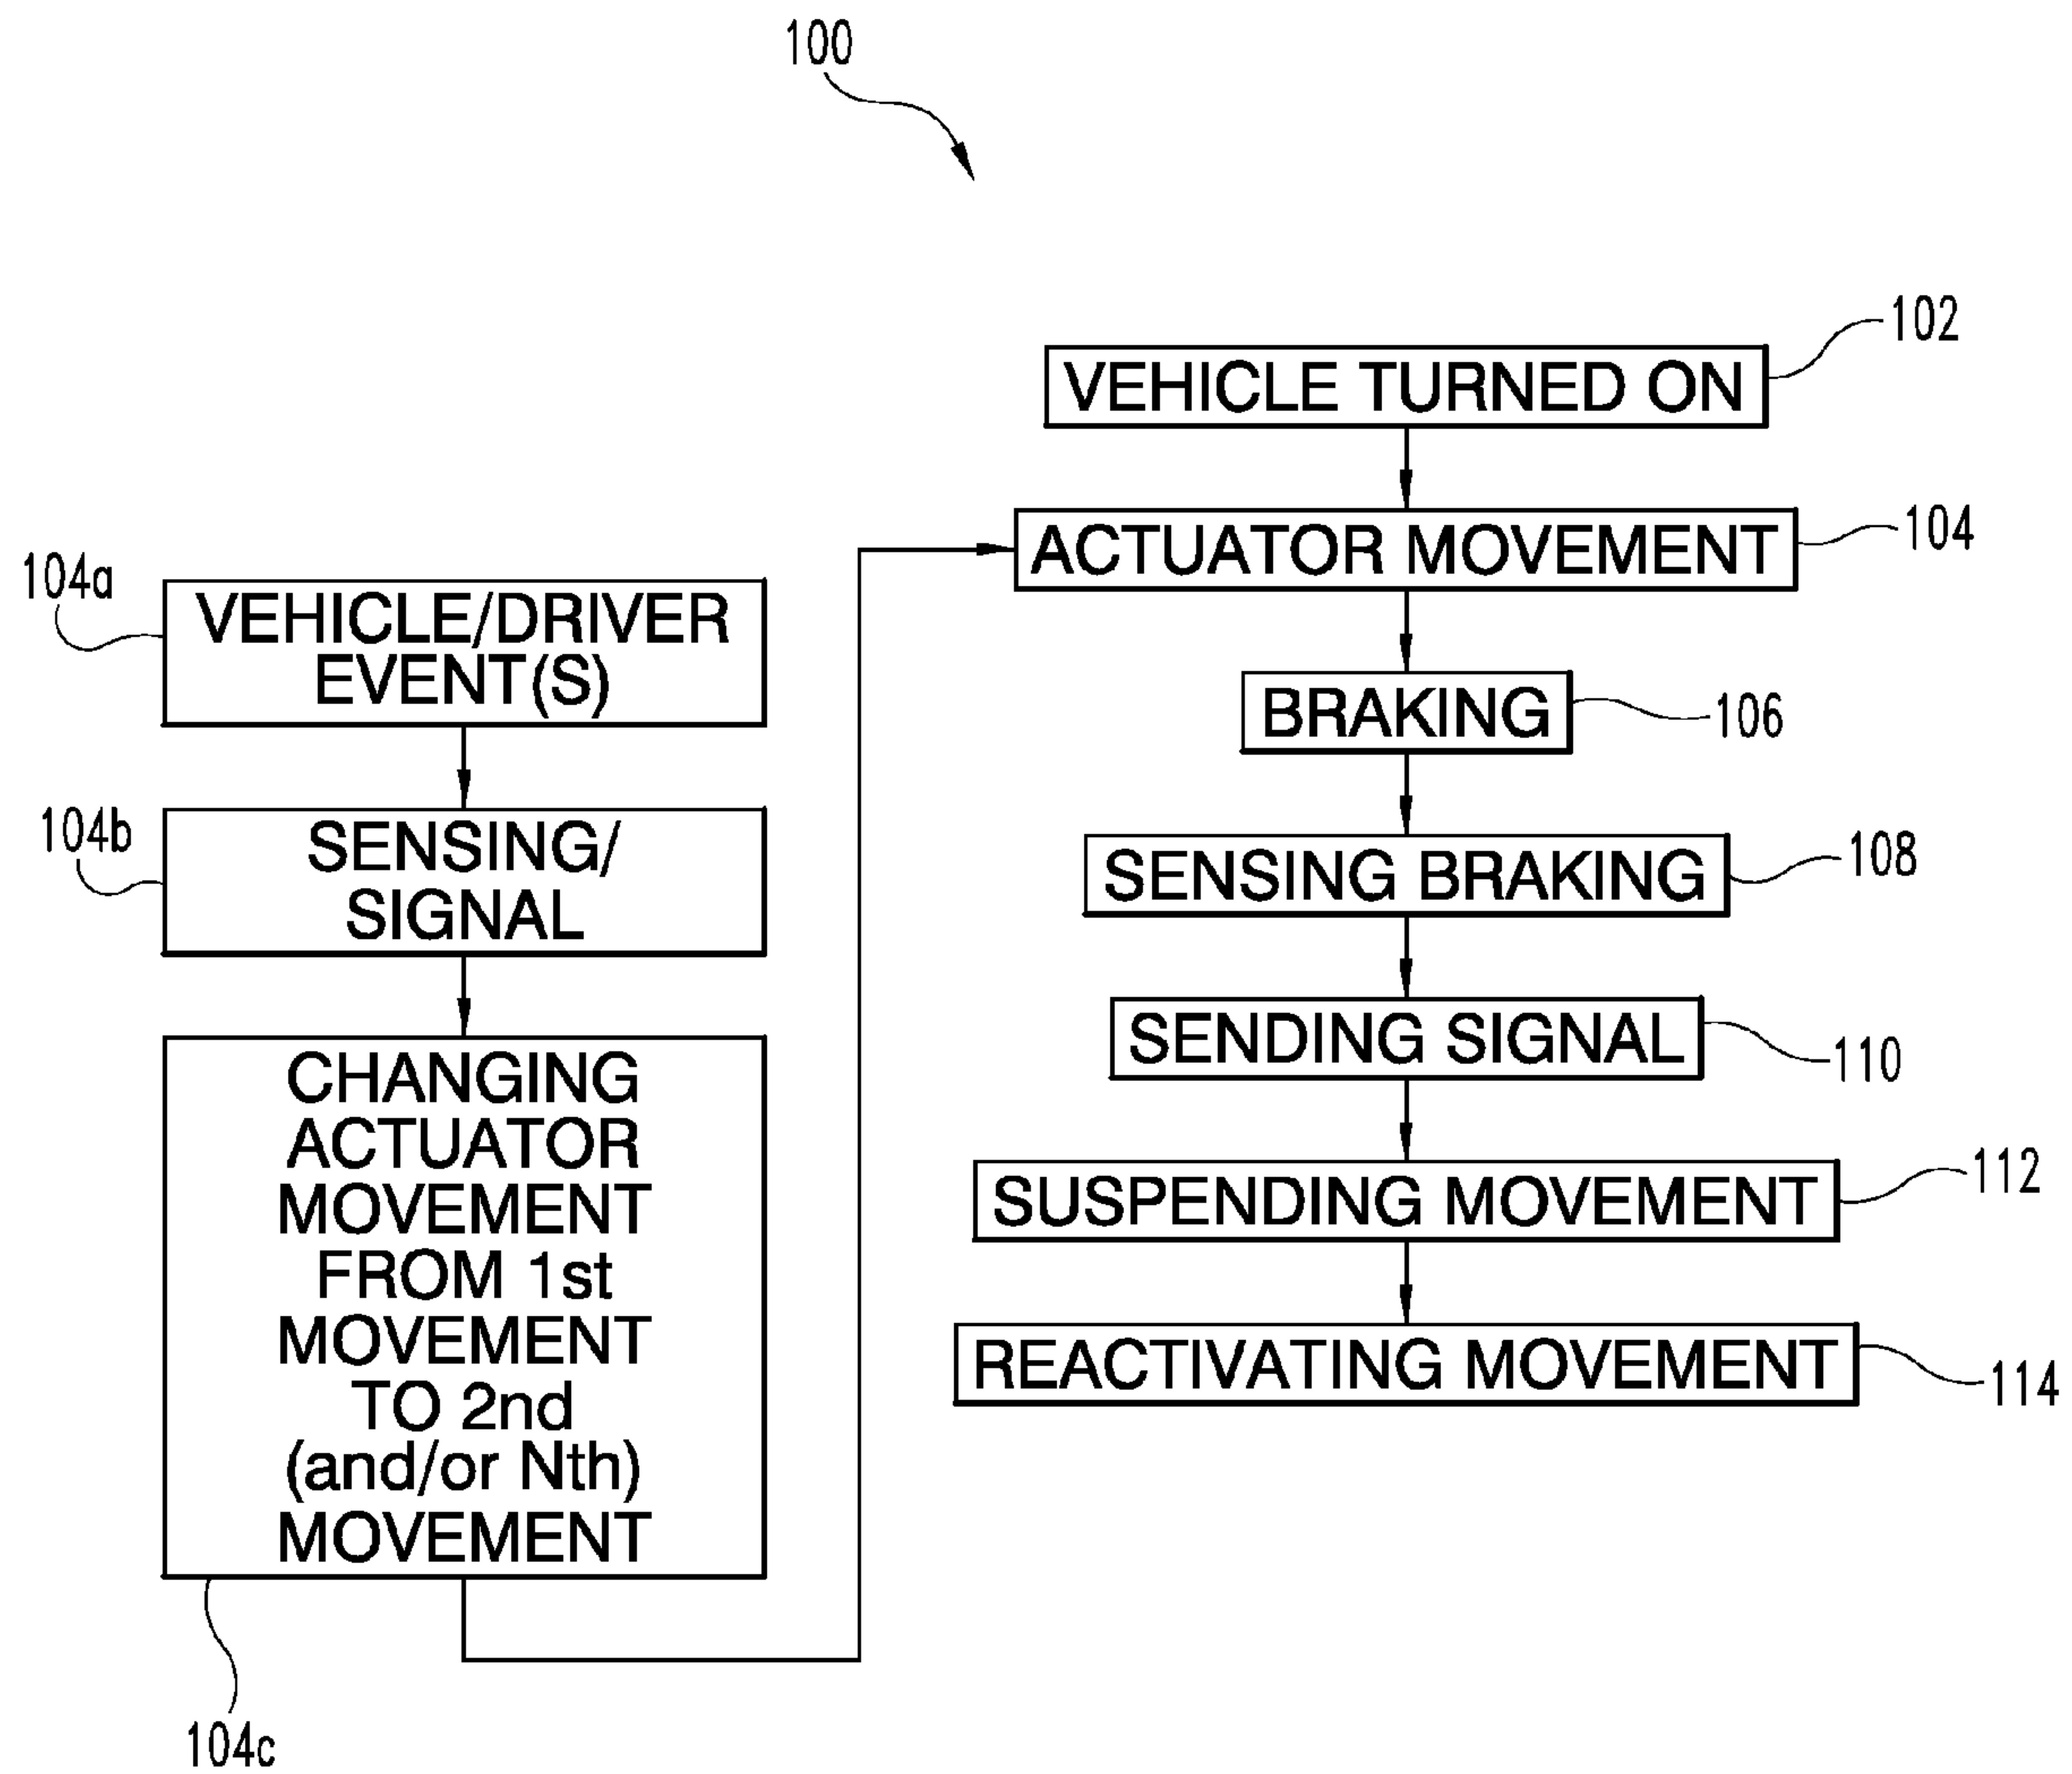 100
VEHICLE TURNED ON
102
ACTUATOR MOVEMENT
104
BRAKING
106
SENSING BRAKING
108
SENDING SIGNAL
110
SUSPENDING MOVEMENT
112
REACTIVATING MOVEMENT
114
104a
VEHICLE/DRIVER
EVENT(S)
104b
SENSING/
SIGNAL
CHANGING
ACTUATOR
MOVEMENT
FROM 1st
MOVEMENT
TO 2nd
(and/or Nth)
MOVEMENT
104c